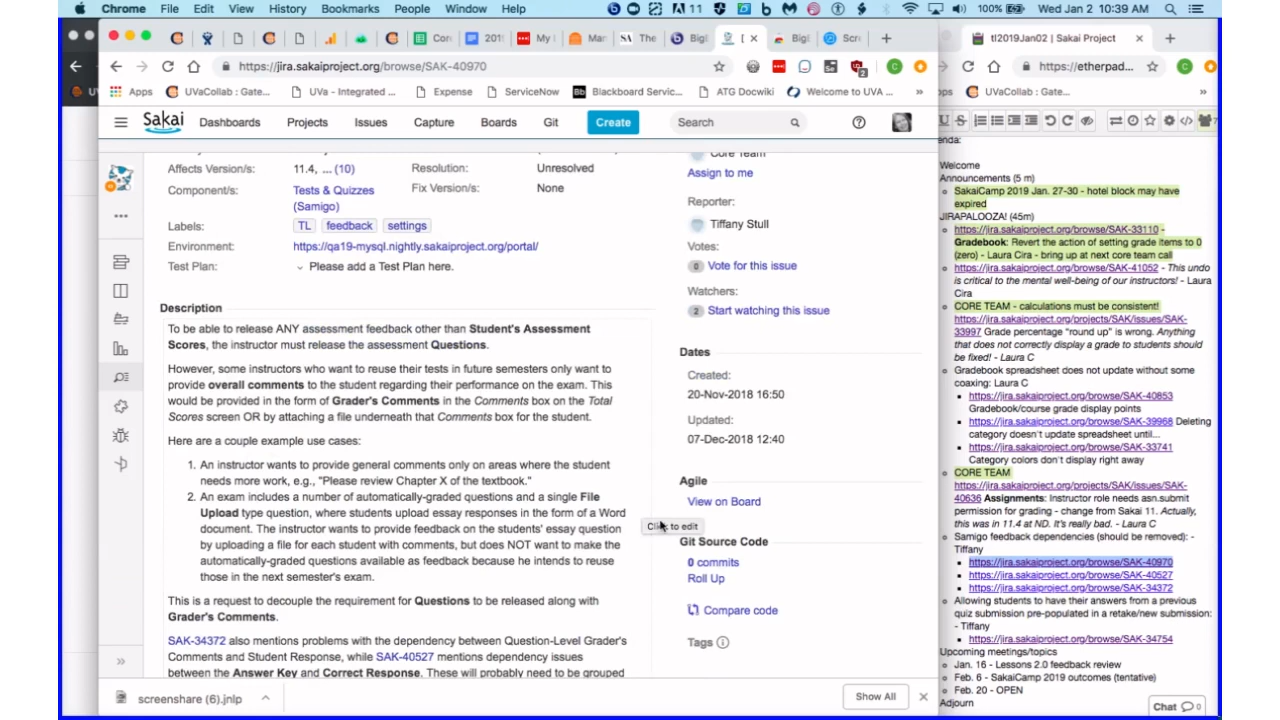 Chrome File Edit View History Bookmarks People Window Help
11 100% Wed Jan 2 10:39 AM
Con 201 My I Mar SA The Bigl [ Bigl Scre
tl2019Jan02 | Sakai Project
https://jira.sakaiproject.org/browse/SAK-40970
https://etherpad...
Apps UVaCollab : Gate... UVa - Integrated ... Expense ServiceNow Blackboard Servic... ATG Docwiki Welcome to UVA ... »
UVaCollab : Gate... »
Sakai Dashboards Projects Issues Capture Boards Git Create Search
Affects Version/s: 11.4, ... (10) Resolution: Unresolved
Component/s: Tests & Quizzes (Samigo) Fix Version/s: None
Labels: TL feedback settings
Environment: https://qa19-mysql.nightly.sakaiproject.org/portal/
Test Plan: Please add a Test Plan here.
Description
To be able to release ANY assessment feedback other than Student's Assessment
Scores, the instructor must release the assessment Questions.
However, some instructors who want to reuse their tests in future semesters only want to
provide overall comments to the student regarding their performance on the exam. This
would be provided in the form of Grader's Comments in the Comments box on the Total
Scores screen OR by attaching a file underneath that Comments box for the student.
Here are a couple example use cases:
1. An instructor wants to provide general comments only on areas where the student
needs more work, e.g., "Please review Chapter X of the textbook."
2. An exam includes a number of automatically-graded questions and a single File
Upload type question, where students upload essay responses in the form of a Word
document. The instructor wants to provide feedback on the students' essay question
by uploading a file for each student with comments, but does NOT want to make the
automatically-graded questions available as feedback because he intends to reuse
those in the next semester's exam.
This is a request to decouple the requirement for Questions to be released along with
Grader's Comments.
SAK-34372 also mentions problems with the dependency between Question-Level Grader's
Comments and Student Response, while SAK-40527 mentions dependency issues
between the Answer Key and Correct Response. These will probably need to be grouped
Core Team
Assign to me
Reporter:
Tiffany Stull
Votes:
0 Vote for this issue
Watchers:
2 Start watching this issue
Dates
Created:
20-Nov-2018 16:50
Updated:
07-Dec-2018 12:40
Agile
View on Board
Click to edit
Git Source Code
0 commits
Roll Up
Compare code
Tags
screenshare (6).jnlp
Show All
enda:
Welcome
Announcements (5 m)
SakaiCamp 2019 Jan. 27-30 - hotel block may have
expired
JIRAPALOOZA! (45m)
https://jira.sakaiproject.org/browse/SAK-33110 -
Gradebook: Revert the action of setting grade items to 0
(zero) - Laura Cira - bring up at next core team call
https://jira.sakaiproject.org/browse/SAK-41052 - This undo
is critical to the mental well-being of our instructors! - Laura
Cira
CORE TEAM - calculations must be consistent!
https://jira.sakaiproject.org/projects/SAK/issues/SAK-
33997 Grade percentage "round up" is wrong. Anything
that does not correctly display a grade to students should
be fixed! - Laura C
Gradebook spreadsheet does not update without some
coaxing: Laura C
https://jira.sakaiproject.org/browse/SAK-40853
Gradebook/course grade display points
https://jira.sakaiproject.org/browse/SAK-39968 Deleting
category doesn't update spreadsheet until...
https://jira.sakaiproject.org/browse/SAK-33741
Category colors don't display right away
CORE TEAM
https://jira.sakaiproject.org/projects/SAK/issues/SAK-
40636 Assignments: Instructor role needs asn.submit
permission for grading - change from Sakai 11. Actually,
this was in 11.4 at ND. It's really bad. - Laura C
Samigo feedback dependencies (should be removed): -
Tiffany
https://jira.sakaiproject.org/browse/SAK-40970
https://jira.sakaiproject.org/browse/SAK-40527
https://jira.sakaiproject.org/browse/SAK-34372
Allowing students to have their answers from a previous
quiz submission pre-populated in a retake/new submission:
- Tiffany
https://jira.sakaiproject.org/browse/SAK-34754
Upcoming meetings/topics
Jan. 16 - Lessons 2.0 feedback review
Feb. 6 - SakaiCamp 2019 outcomes (tentative)
Feb. 20 - OPEN
Adjourn
Chat 0